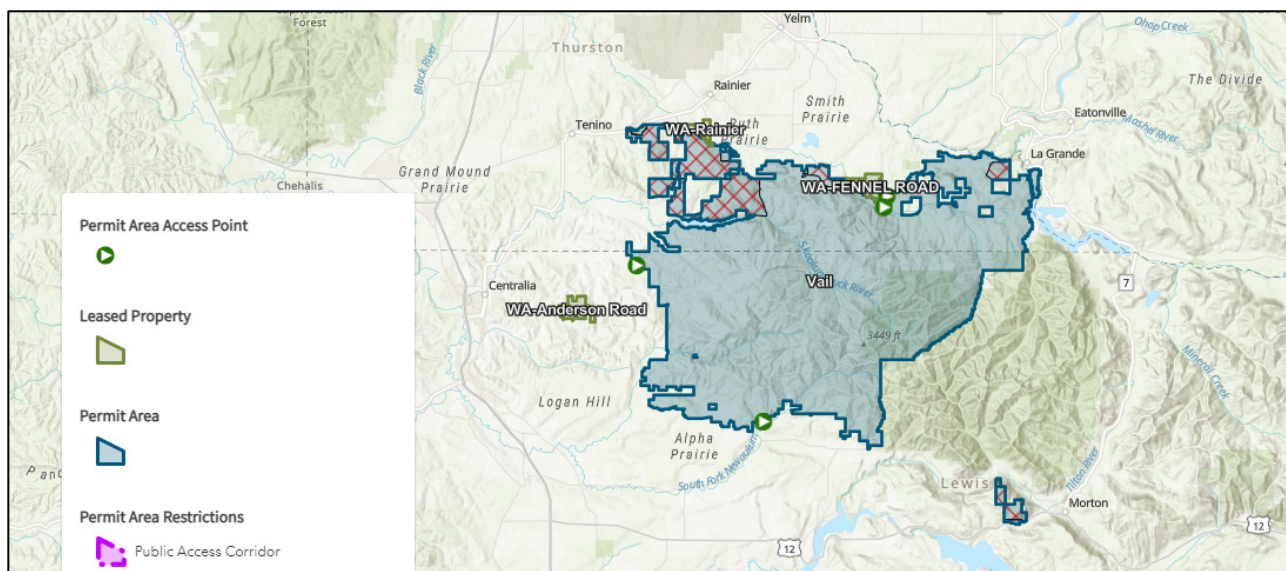 Forest
Yelm
Ohop Creek
Thurston
Black River
The Divide
Rainier
Smith
Prairie
Eatonville
Tenino
WA-Rainier
Ruth
Prairie
Mashel River
Grand Mound
Prairie
La Grande
Chehalis
WA-FENNEL ROAD
Permit Area Access Point
Skookumchuck River
Vail
Centralia
7
WA-Anderson Road
Leased Property
3449 ft
Mineral Creek
Logan Hill
Permit Area
Alpha
Prairie
South Fork Newaukum
Lewis
Tilton River
Morton
Permit Area Restrictions
Public Access Corridor
12
12
12